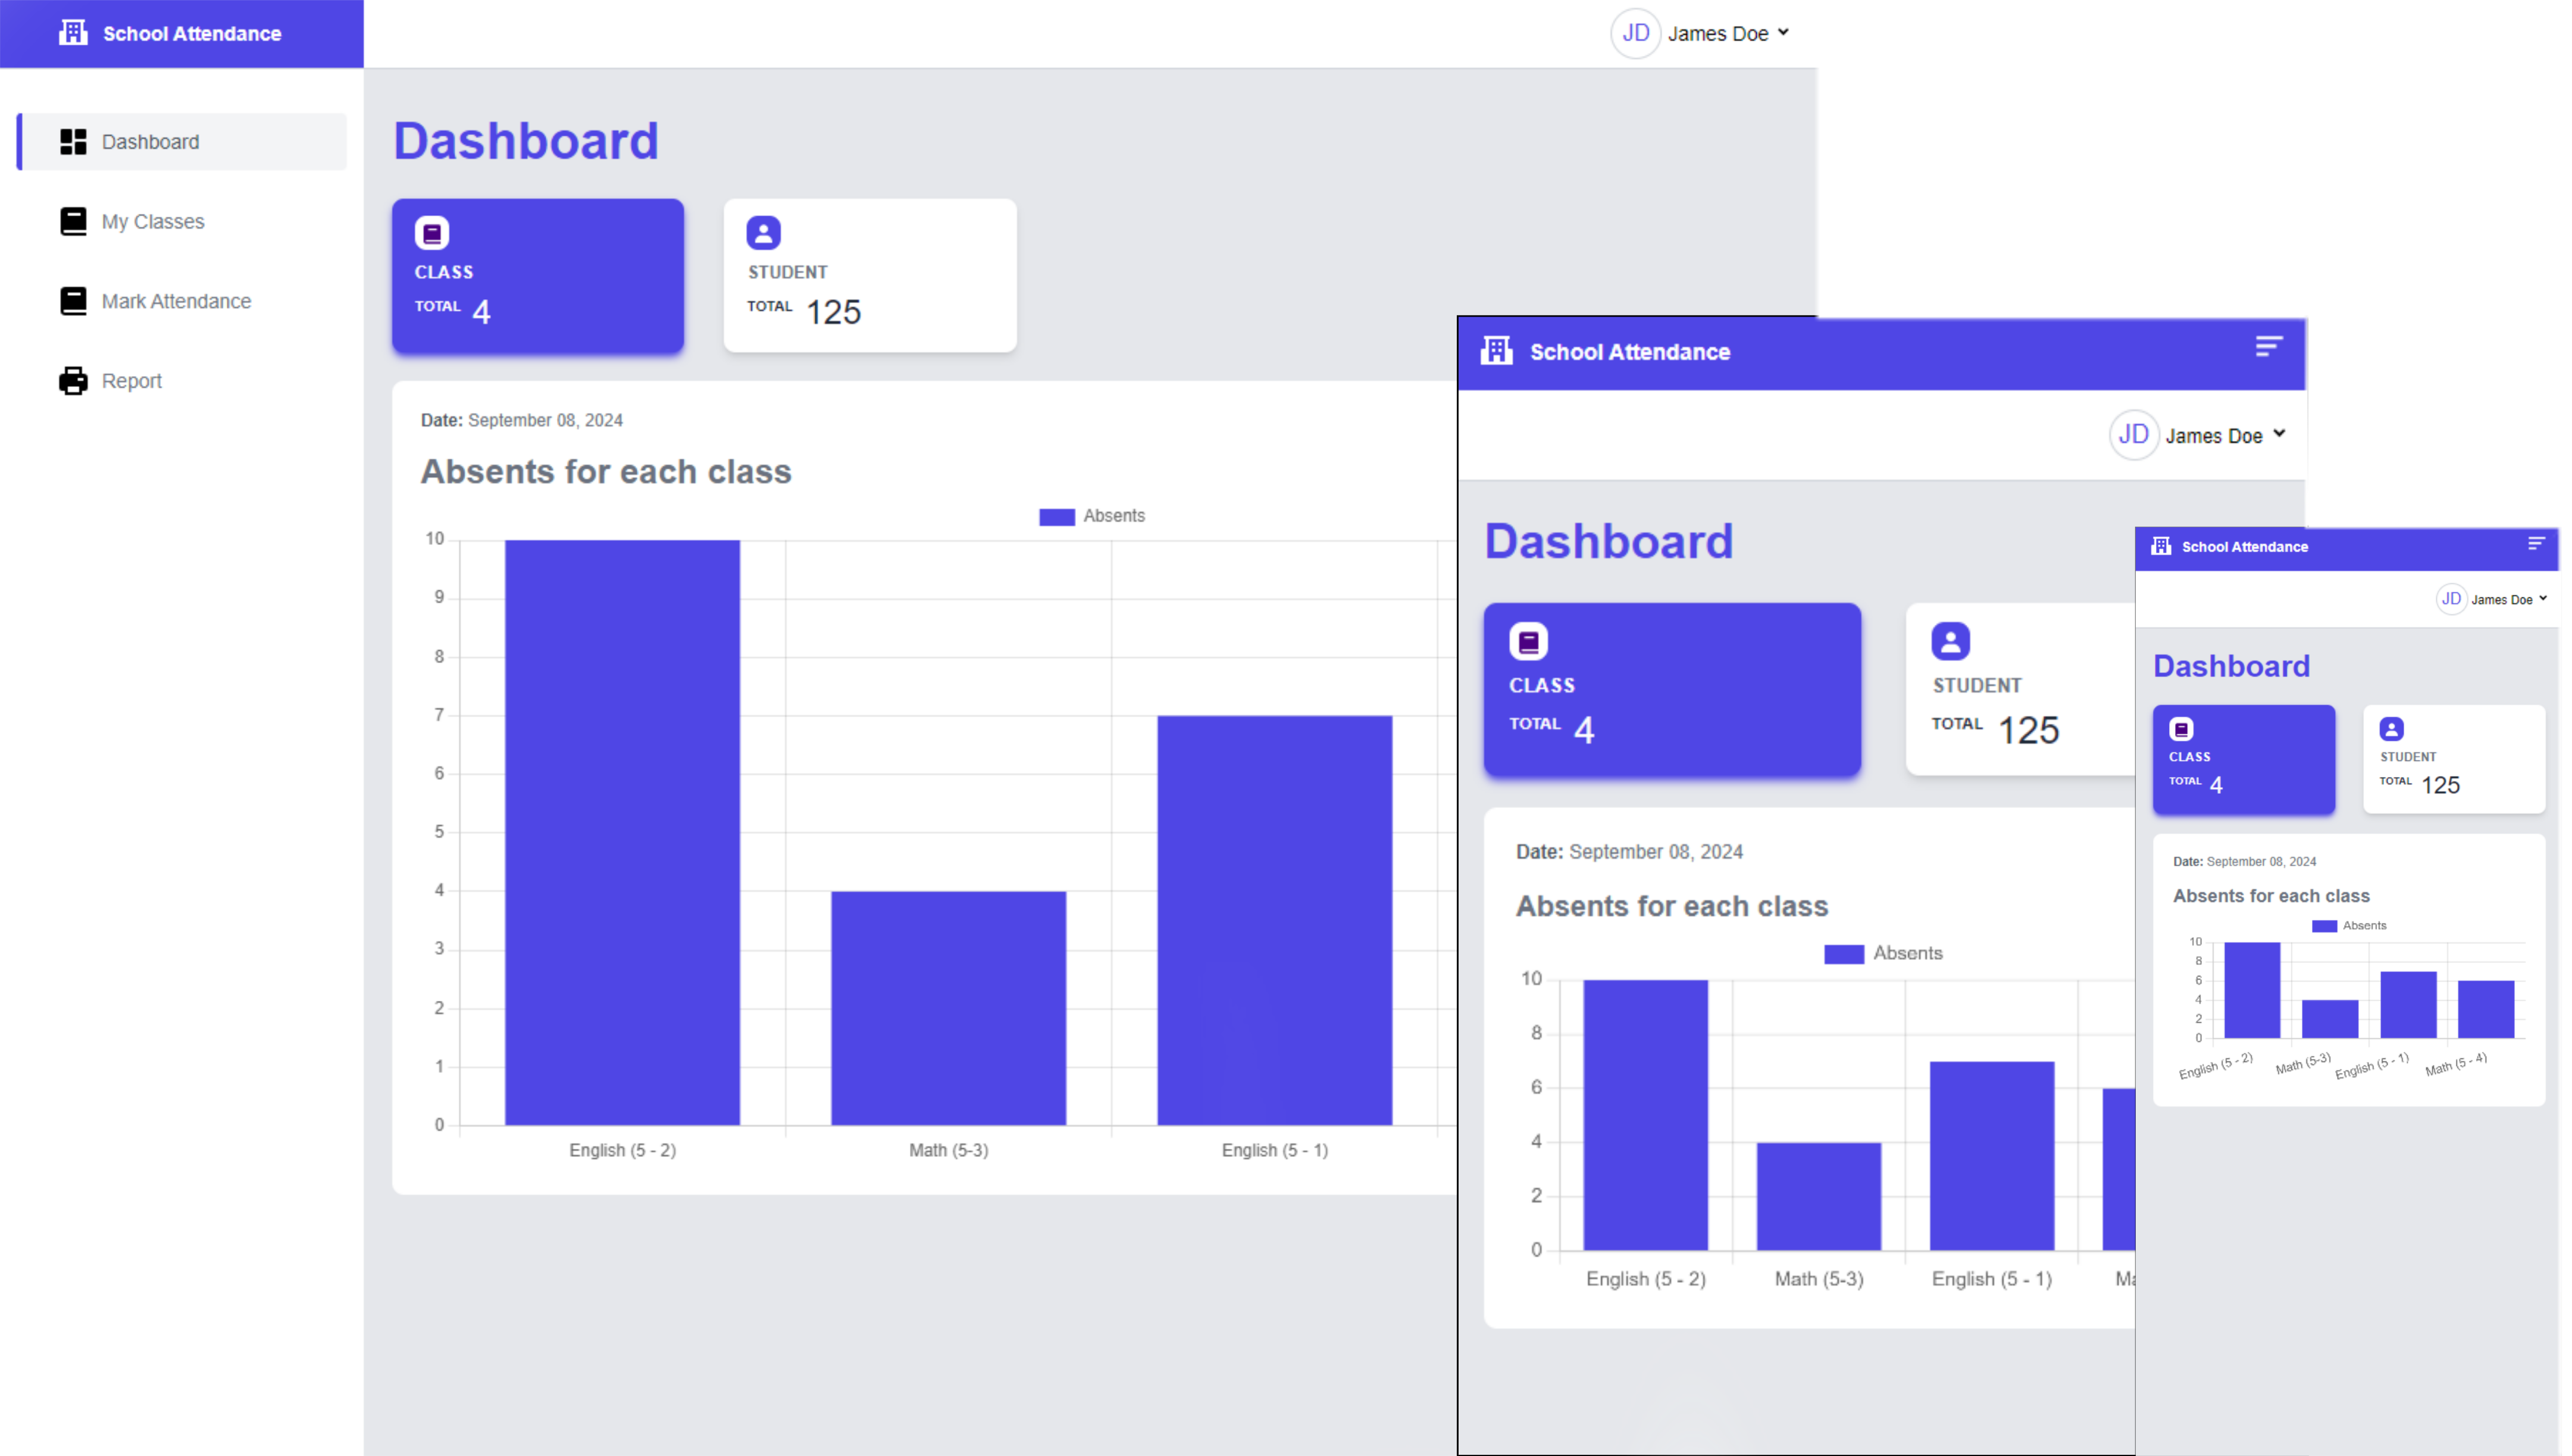 School Attendance
JD James Doe
Dashboard
My Classes
Mark Attendance
Report
Dashboard
CLASS
TOTAL 4
STUDENT
TOTAL 125
Date: September 08, 2024
Absents for each class
Absents
10
9
8
7
6
5
4
3
2
1
0
English (5 - 2) Math (5-3) English (5 - 1)
School Attendance
JD James Doe
Dashboard
CLASS
TOTAL 4
STUDENT
TOTAL 125
Date: September 08, 2024
Absents for each class
Absents
10
8
6
4
2
0
English (5 - 2) Math (5-3) English (5 - 1) Ma
School Attendance
JD James Doe
Dashboard
CLASS
TOTAL 4
STUDENT
TOTAL 125
Date: September 08, 2024
Absents for each class
Absents
10
8
6
4
2
0
English (5 - 2) Math (5-3) English (5 - 1) Math (5 - 4)